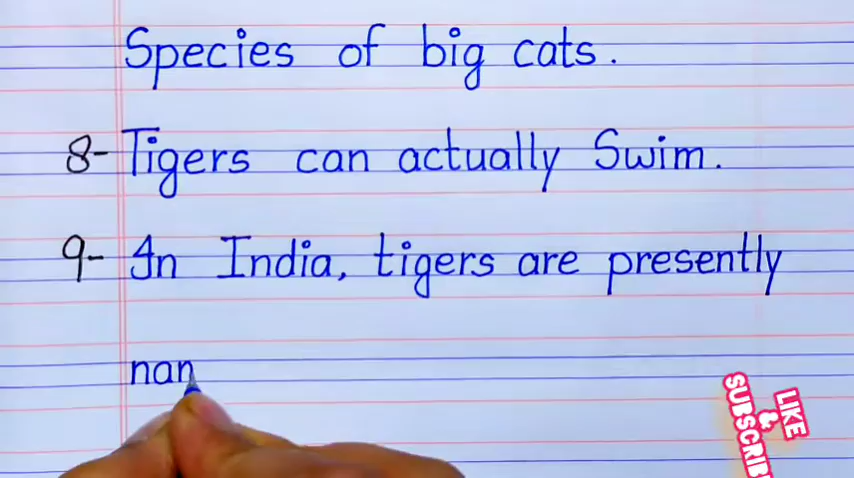 Species of big cats.
8- Tigers can actually Swim.
9- In India, tigers are presently
nan
LIKE
&
SUBSCRIBE